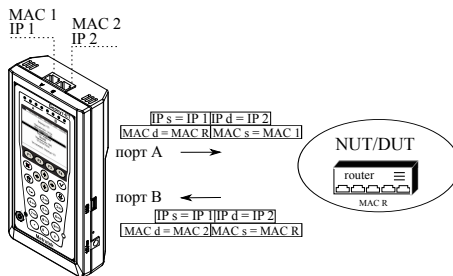 MAC 1
IP 1
MAC 2
IP 2
IP s = IP 1 IP d = IP 2
MAC d = MAC R MAC s = MAC 1
порт A
порт B
IP s = IP 1 IP d = IP 2
MAC d = MAC 2 MAC s = MAC R
NUT/DUT
router
MAC R